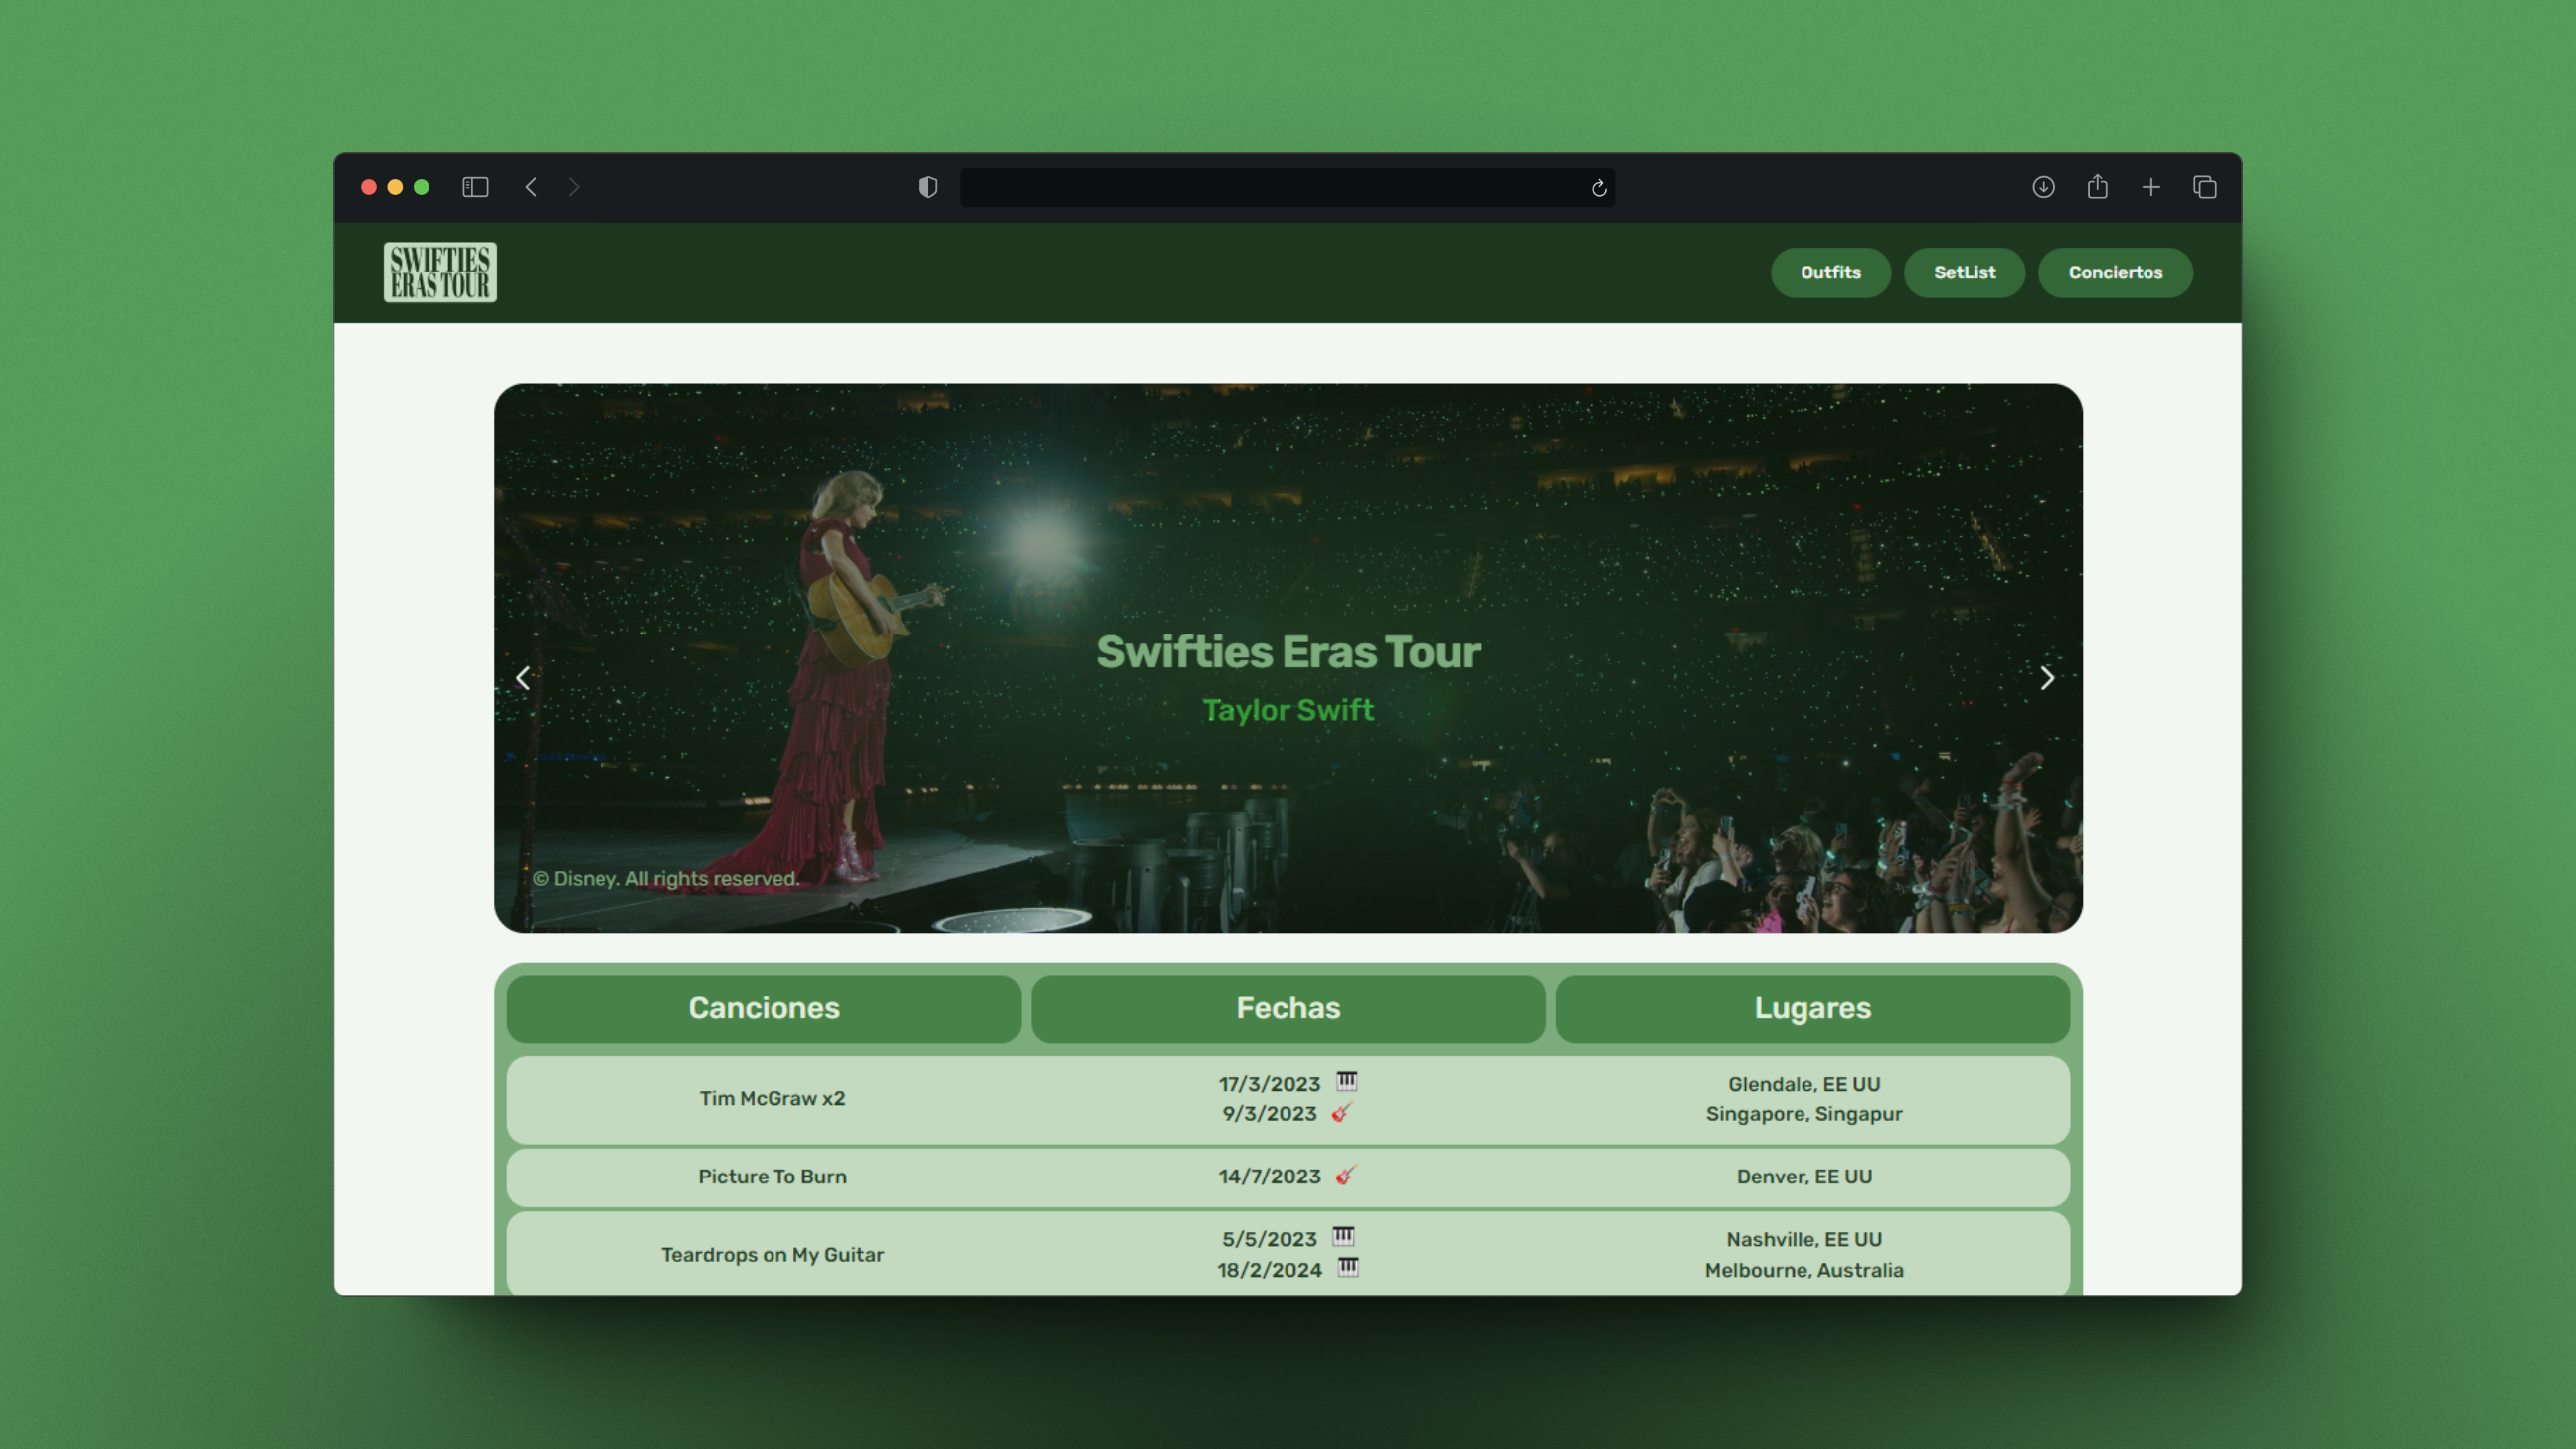 SWIFTIES
ERAS TOUR
Outfits
SetList
Conciertos
Swifties Eras Tour
Taylor Swift
© Disney. All rights reserved.
Canciones
Fechas
Lugares
Tim McGraw x2
17/3/2023
9/3/2023
Glendale, EE UU
Singapore, Singapur
Picture To Burn
14/7/2023
Denver, EE UU
Teardrops on My Guitar
5/5/2023
18/2/2024
Nashville, EE UU
Melbourne, Australia